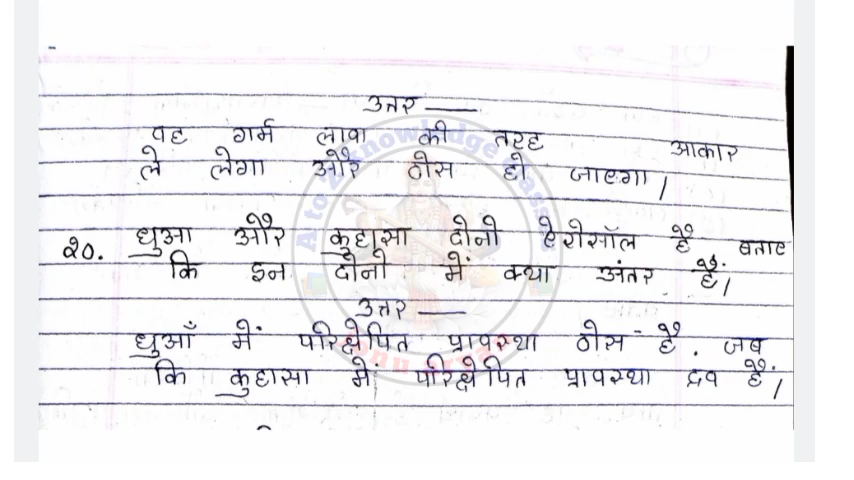 उत्तर —
वह गर्म लावा की तरह आकार
ले लेगा और ठोस हो जाएगा।
20. धुआ और कुहासा दोनो ऐरोसॉल है बताए
कि इन दोनो में क्या अंतर है।
उत्तर —
धुआँ में परिक्षेपित प्रावस्था ठोस है. जब
कि कुहासा में परिक्षेपित प्रावस्था द्रव है।